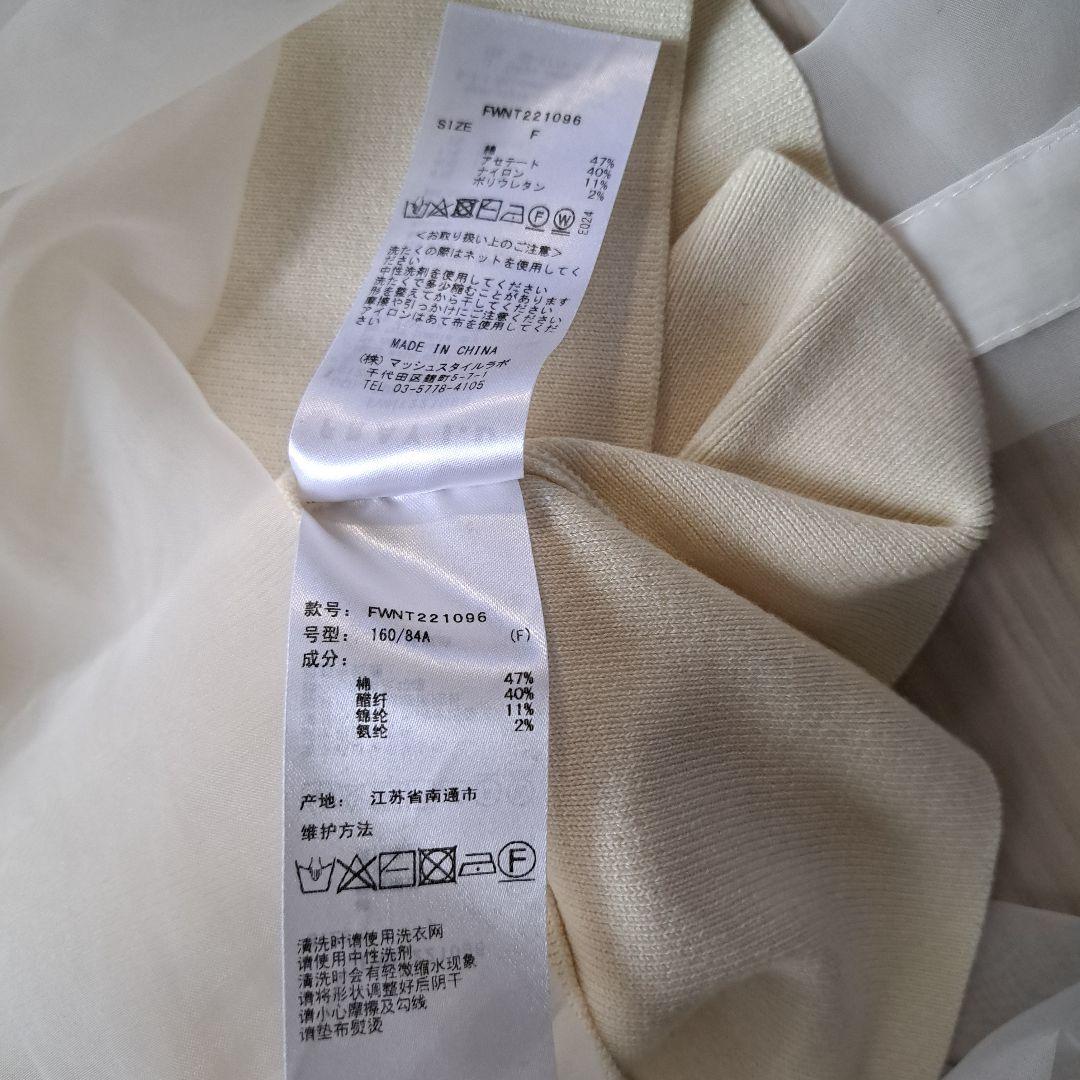 FWNT221096
SIZE F
棉 47%
アセテート 40%
ナイロン 11%
ポリウレタン 2%
F W
E024
＜お取り扱い上のご注意＞
洗たくの際はネットを使用してく
ださい
中性洗剤を使用してください
洗たくで多少縮むことがあります
形を整えてから干してください
摩擦や引っかけにご注意ください
アイロンはあて布を使用してくだ
さい
MADE IN CHINA
(株)マッシュスタイルラボ
千代田区麹町5-7-1
TEL 03-5778-4105
款号: FWNT221096
号型: 160/84A (F)
成分:
棉 47%
醋纤 40%
锦纶 11%
氨纶 2%
产地: 江苏省南通市
维护方法
F
清洗时请使用洗衣网
请使用中性洗剂
清洗时会有轻微缩水现象
请将形状调整好后阴干
请小心摩擦及勾线
请垫布熨烫